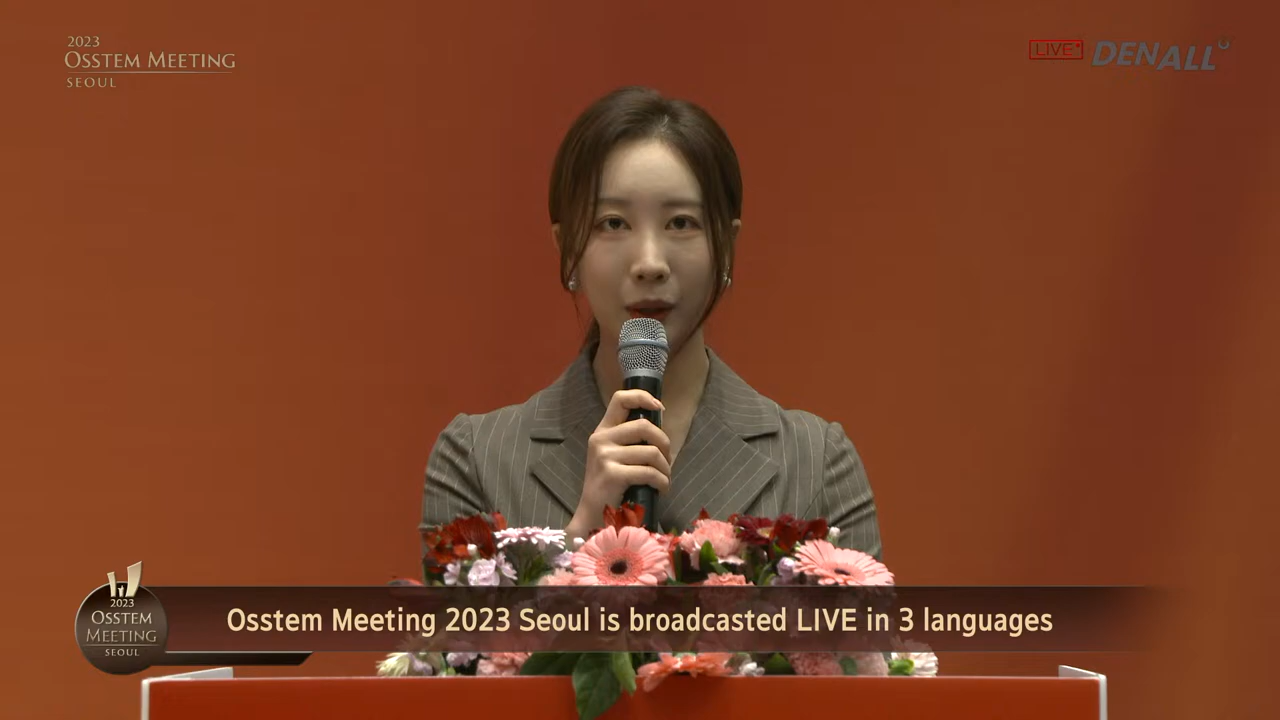 2023
OSSTEM MEETING
SEOUL
LIVE
DENALL
2023
OSSTEM
MEETING
SEOUL
Osstem Meeting 2023 Seoul is broadcasted LIVE in 3 languages